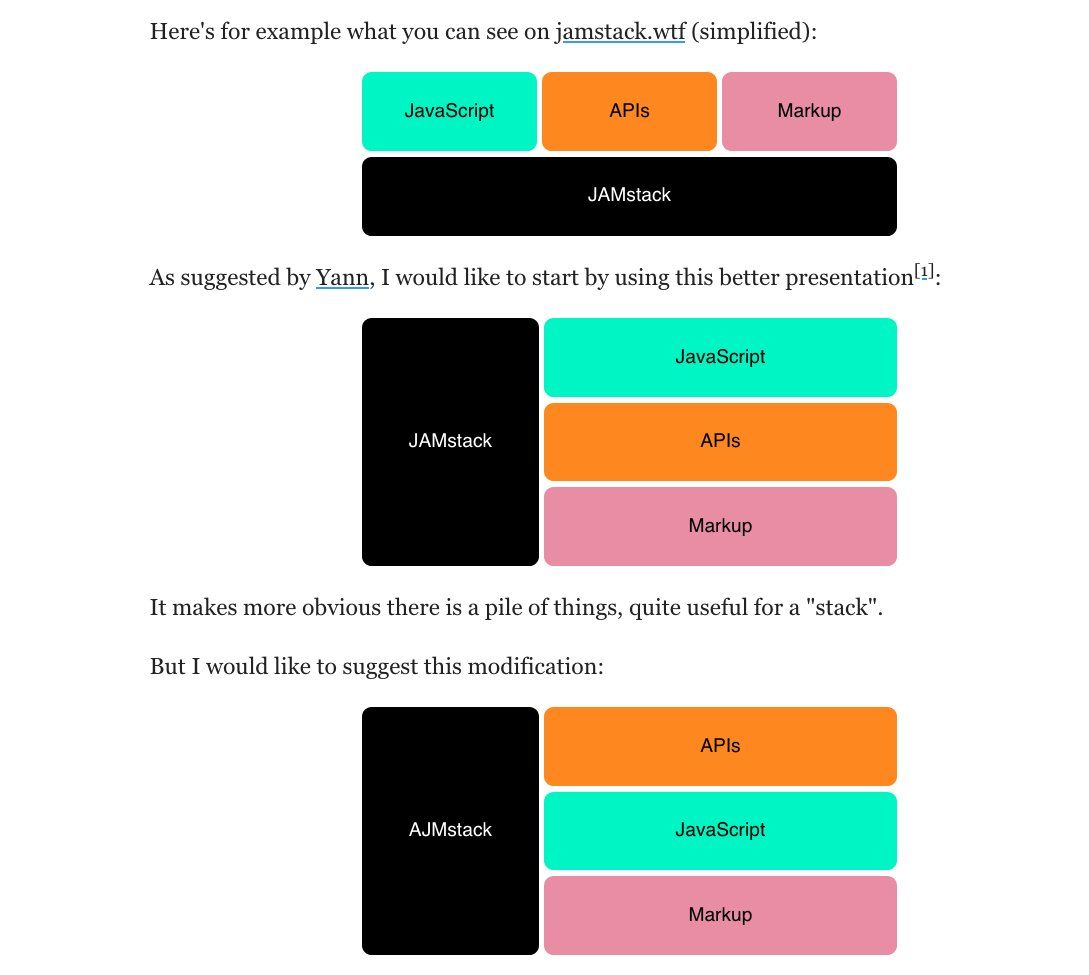 Here's for example what you can see on jamstack.wtf (simplified):
JavaScript
APIs
Markup
JAMstack
As suggested by Yann, I would like to start by using this better presentation[1]:
JAMstack
JavaScript
APIs
Markup
It makes more obvious there is a pile of things, quite useful for a "stack".
But I would like to suggest this modification:
AJMstack
APIs
JavaScript
Markup